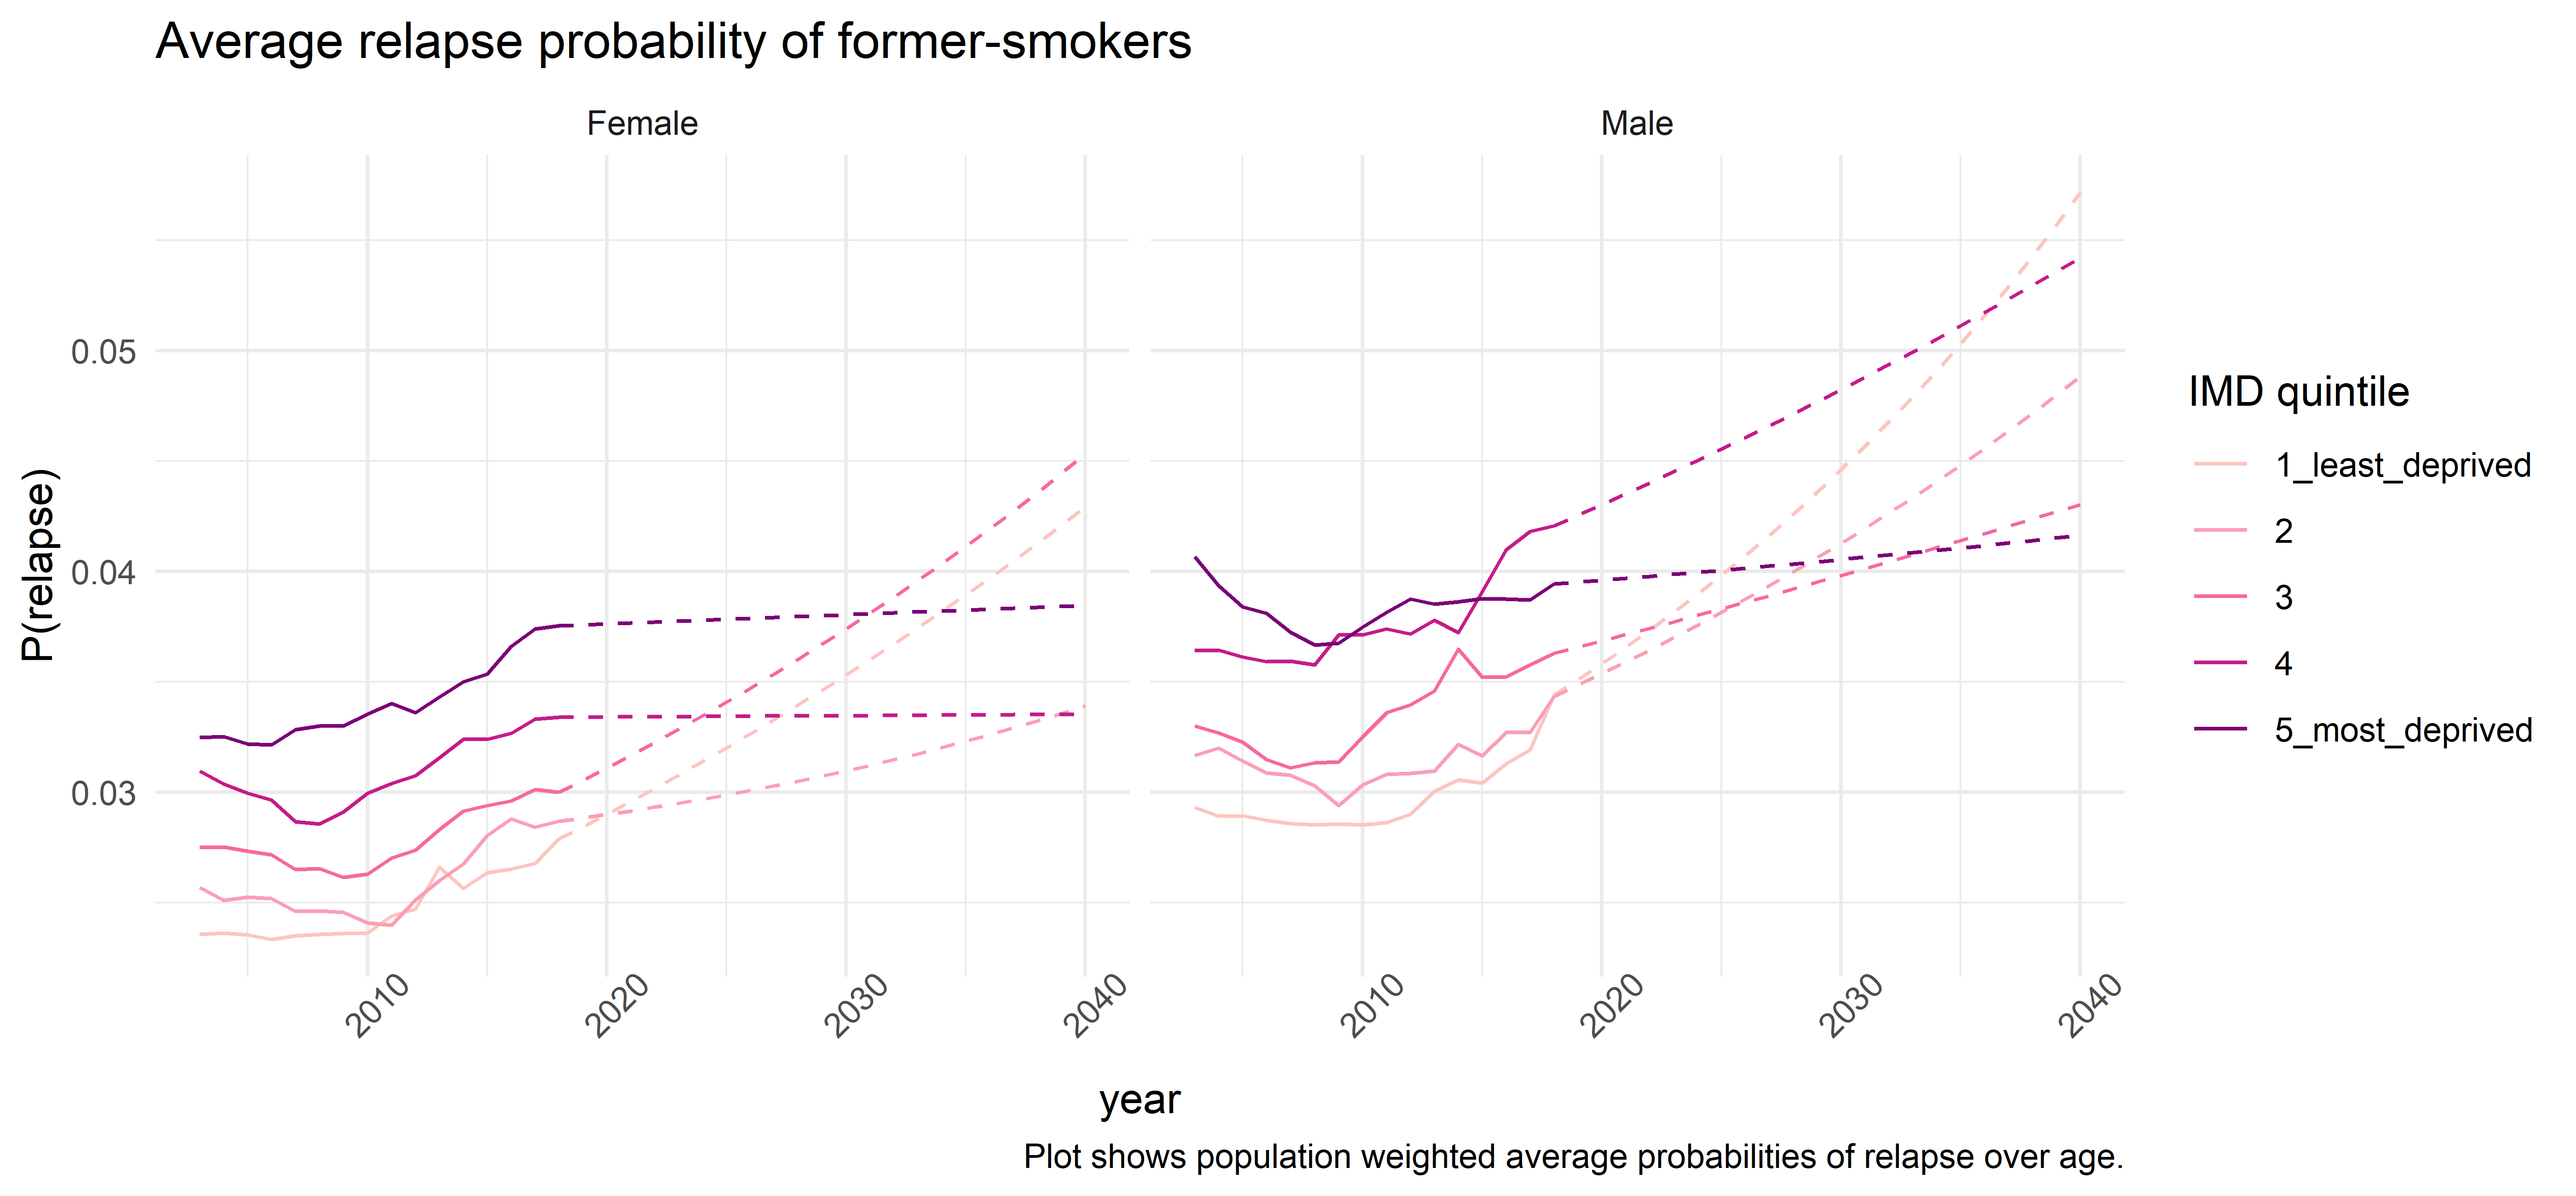 Average relapse probability of former-smokers
Female
Male
P(relapse)
0.05
0.04
0.03
2010
2020
2030
2040
2010
2020
2030
2040
year
IMD quintile
1_least_deprived
2
3
4
5_most_deprived
Plot shows population weighted average probabilities of relapse over age.